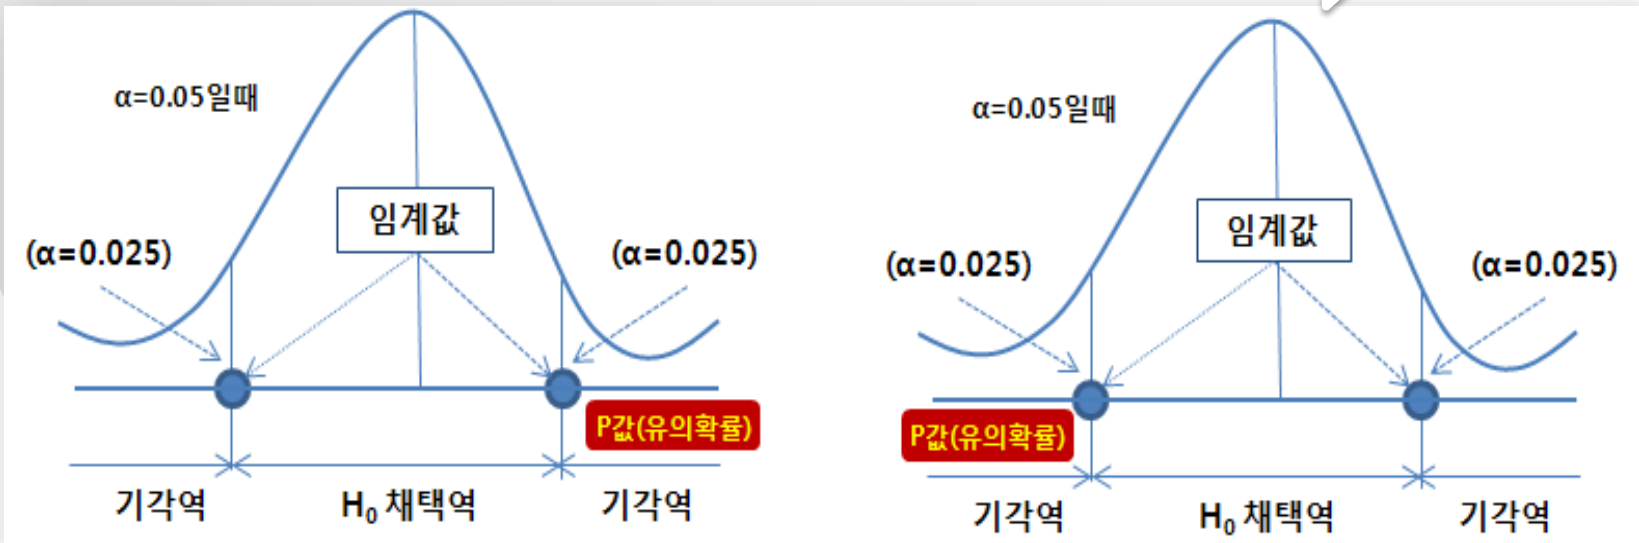 α=0.05일때
임계값
(α=0.025)
(α=0.025)
P값(유의확률)
기각역
H₀ 채택역
기각역
α=0.05일때
임계값
(α=0.025)
(α=0.025)
P값(유의확률)
기각역
H₀ 채택역
기각역